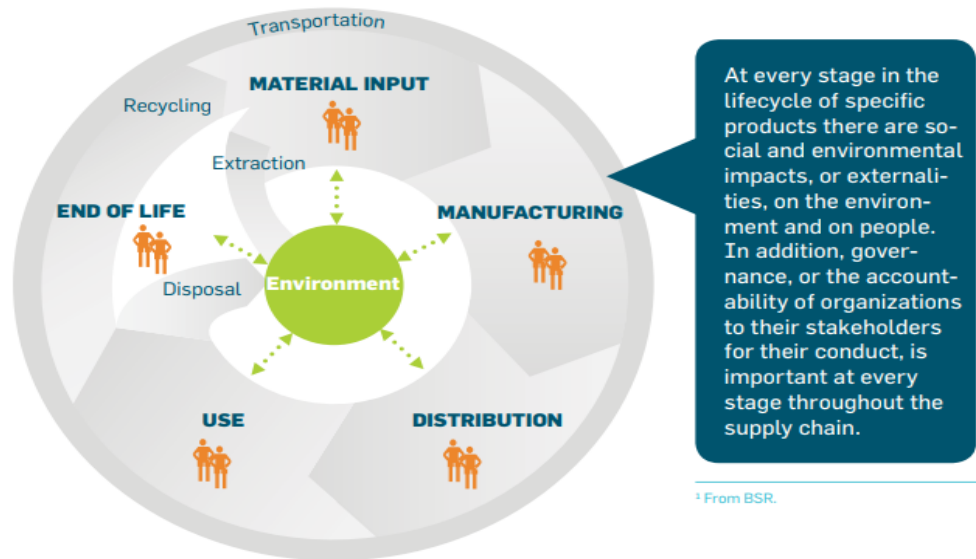 Transportation
MATERIAL INPUT
Recycling
Extraction
END OF LIFE
MANUFACTURING
Environment
Disposal
USE
DISTRIBUTION
At every stage in the
lifecycle of specific
products there are so-
cial and environmental
impacts, or externali-
ties, on the environ-
ment and on people.
In addition, gover-
nance, or the account-
ability of organizations
to their stakeholders
for their conduct, is
important at every
stage throughout the
supply chain.
³ From BSR.